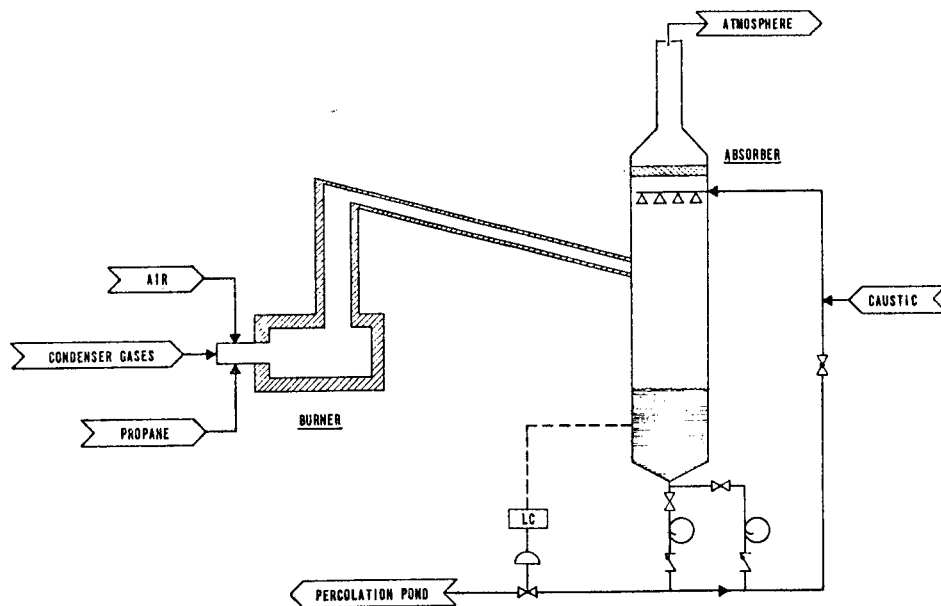 ATMOSPHERE
ABSORBER
AIR
CAUSTIC
CONDENSER GASES
BURNER
PROPANE
LC
PERCOLATION POND